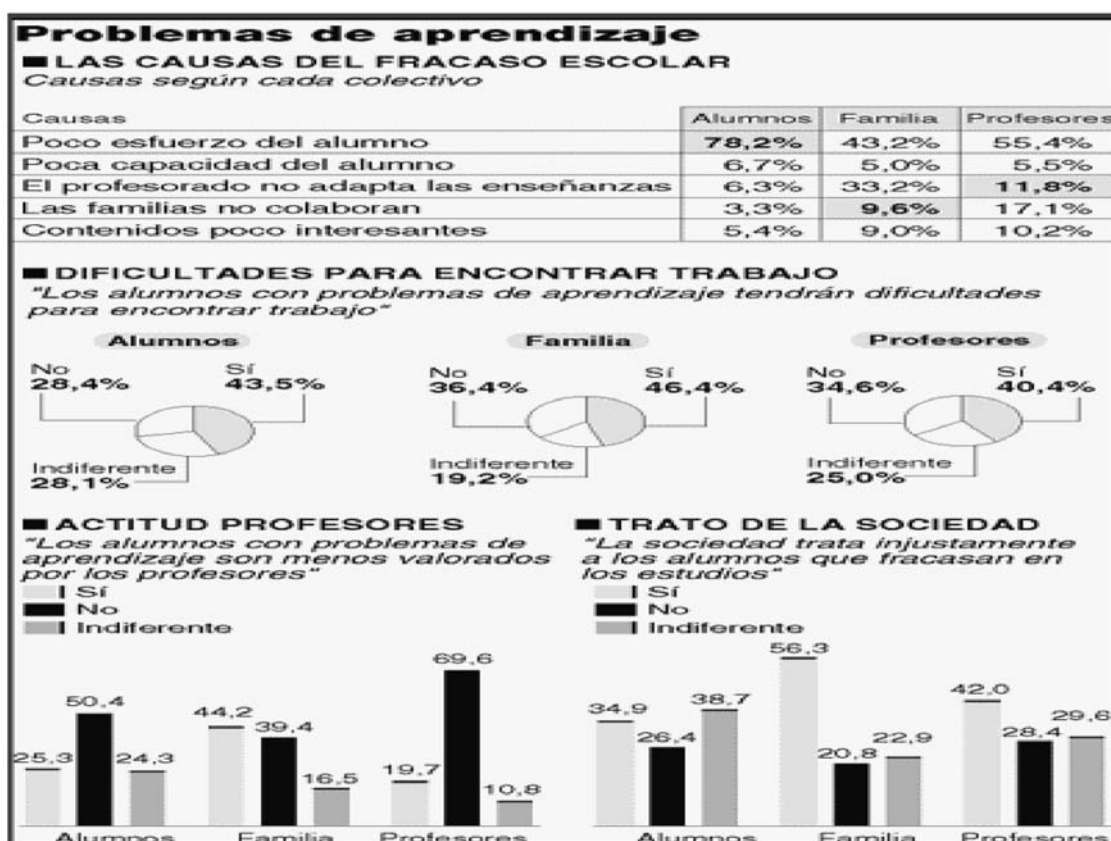 Problemas de aprendizaje
LAS CAUSAS DEL FRACASO ESCOLAR
Causas según cada colectivo
Causas Alumnos Familia Profesores
Poco esfuerzo del alumno 78,2% 43,2% 55,4%
Poca capacidad del alumno 6,7% 5,0% 5,5%
El profesorado no adapta las enseñanzas 6,3% 33,2% 11,8%
Las familias no colaboran 3,3% 9,6% 17,1%
Contenidos poco interesantes 5,4% 9,0% 10,2%
DIFICULTADES PARA ENCONTRAR TRABAJO
"Los alumnos con problemas de aprendizaje tendrán dificultades
para encontrar trabajo"
Alumnos
No
28,4%
Sí
43,5%
Indiferente
28,1%
Familia
No
36,4%
Sí
46,4%
Indiferente
19,2%
Profesores
No
34,6%
Sí
40,4%
Indiferente
25,0%
ACTITUD PROFESORES
"Los alumnos con problemas de
aprendizaje son menos valorados
por los profesores"
Sí
No
Indiferente
25,3 50,4 24,3
44,2 39,4 16,5
19,7 69,6 10,8
Alumnos Familia Profesores
TRATO DE LA SOCIEDAD
"La sociedad trata injustamente
a los alumnos que fracasan en
los estudios"
Sí
No
Indiferente
34,9 26,4 38,7
56,3 20,8 22,9
42,0 28,4 29,6
Alumnos Familia Profesores